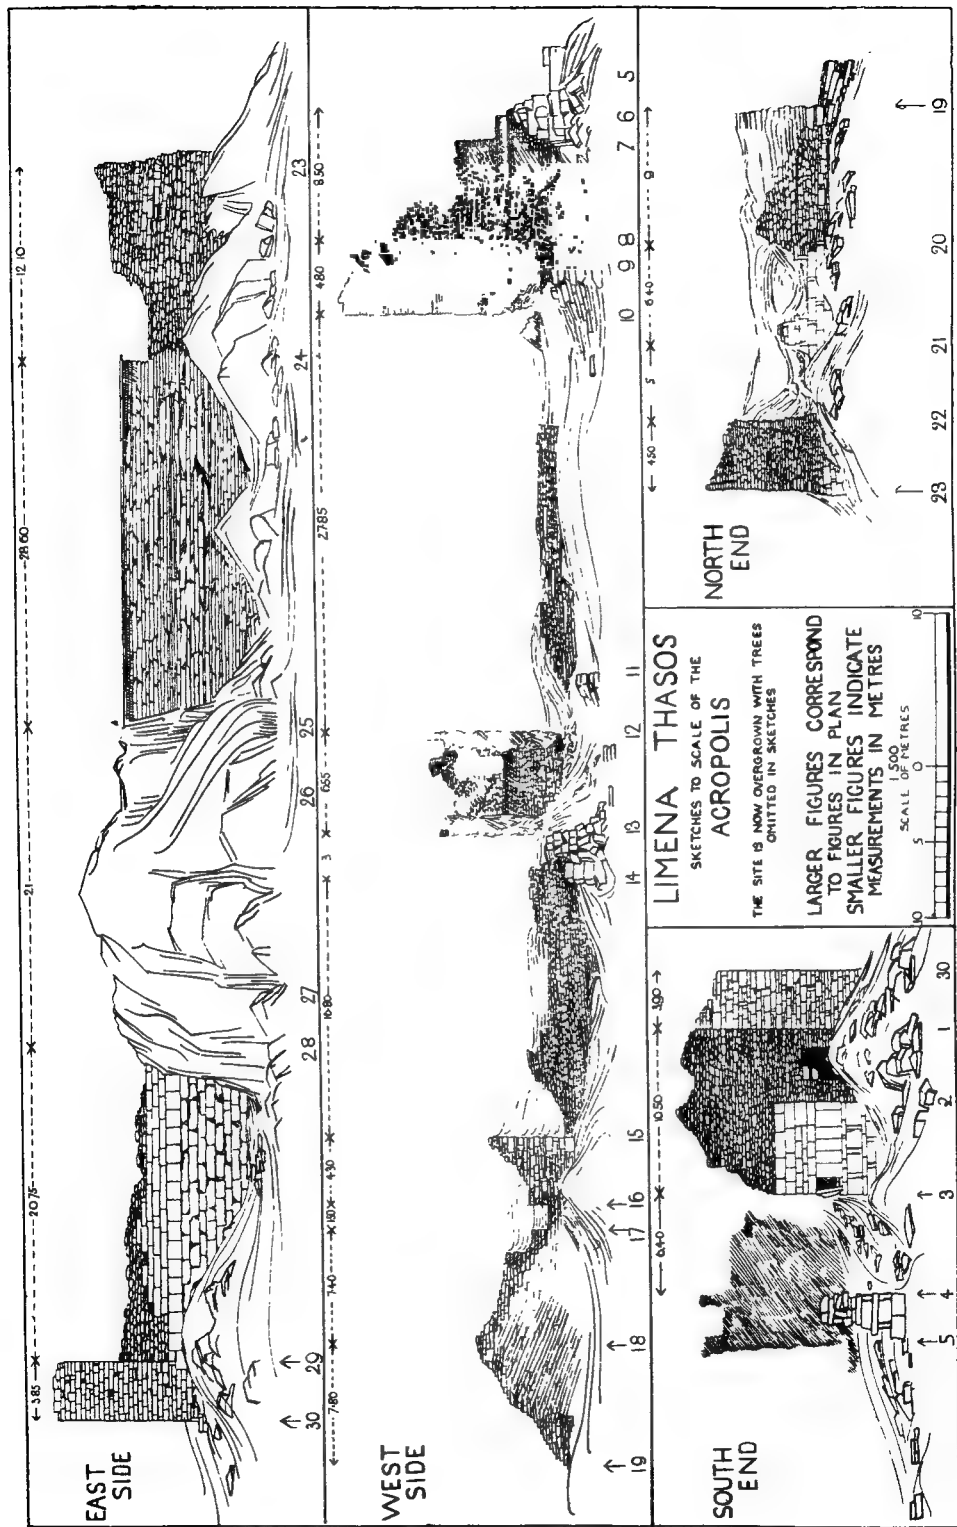 3.85 20.75 21 28.60 12.10
EAST
SIDE
30 29 28 27 26 25 24 23
7.80 7.40 1.80 4.30 16.80 3 6.65 27.85 4.80 8.50
WEST
SIDE
19 18 17 16 15 14 13 12 11 10 9 8 7 6 5
4.50 5 6.40 9
6.40 10.50 3.90
SOUTH
END
5 4 3 2 1 30
LIMENA THASOS
SKETCHES TO SCALE OF THE
ACROPOLIS
THE SITE IS NOW OVERGROWN WITH TREES
OMITTED IN SKETCHES
LARGER FIGURES CORRESPOND
TO FIGURES IN PLAN
SMALLER FIGURES INDICATE
MEASUREMENTS IN METRES
1:500
SCALE OF METRES
10 5 0 10
NORTH
END
23 22 21 20 19